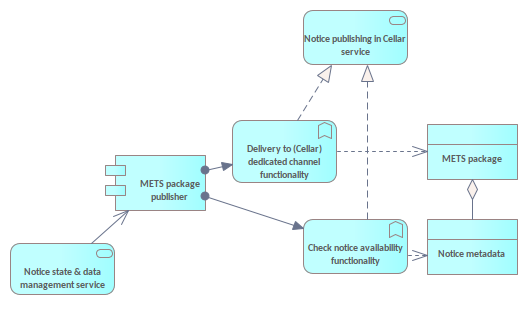 Notice publishing in Cellar
service
Delivery to (Cellar)
dedicated channel
functionality
METS package
METS package
publisher
Check notice availability
functionality
Notice metadata
Notice state & data
management service